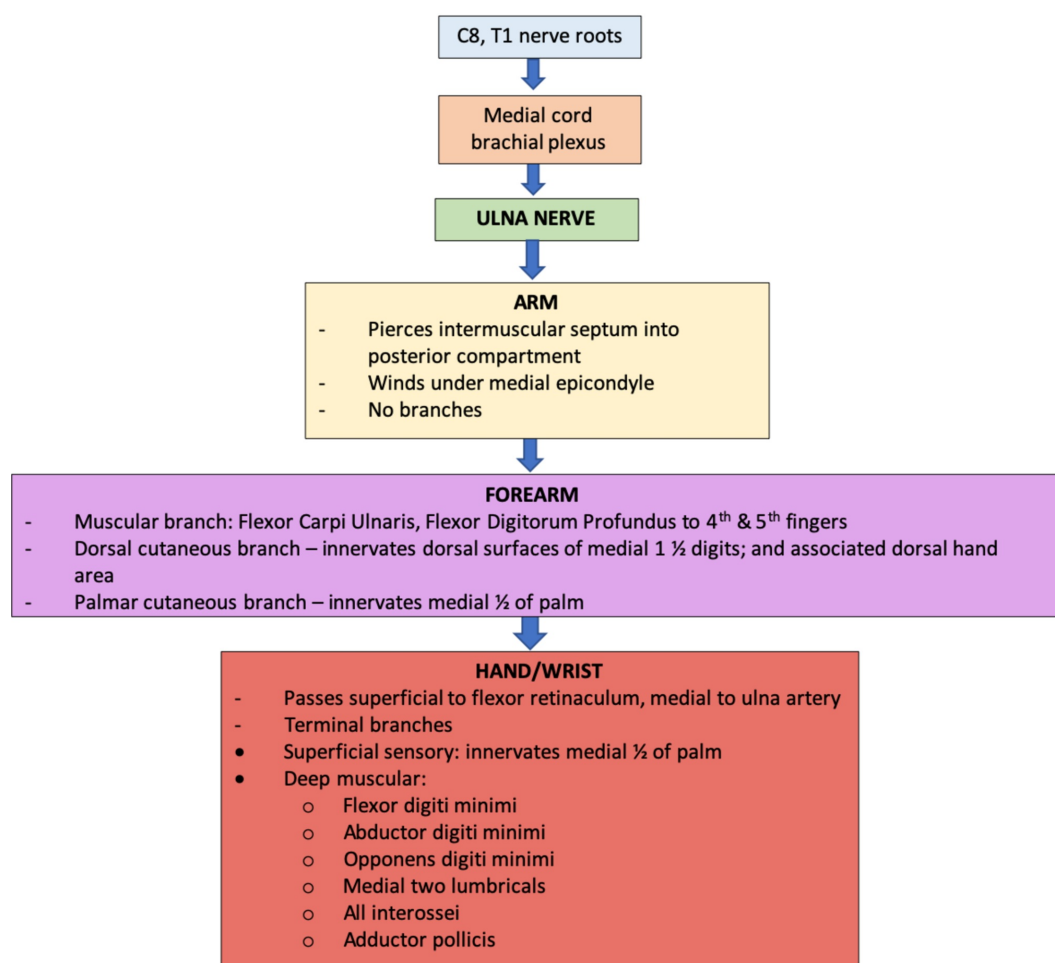 C8, T1 nerve roots
Medial cord
brachial plexus
ULNA NERVE
ARM
- Pierces intermuscular septum into
posterior compartment
- Winds under medial epicondyle
- No branches
FOREARM
- Muscular branch: Flexor Carpi Ulnaris, Flexor Digitorum Profundus to 4th & 5th fingers
- Dorsal cutaneous branch – innervates dorsal surfaces of medial 1 ½ digits; and associated dorsal hand
area
- Palmar cutaneous branch – innervates medial ½ of palm
HAND/WRIST
- Passes superficial to flexor retinaculum, medial to ulna artery
- Terminal branches
• Superficial sensory: innervates medial ½ of palm
• Deep muscular:
o Flexor digiti minimi
o Abductor digiti minimi
o Opponens digiti minimi
o Medial two lumbricals
o All interossei
o Adductor pollicis